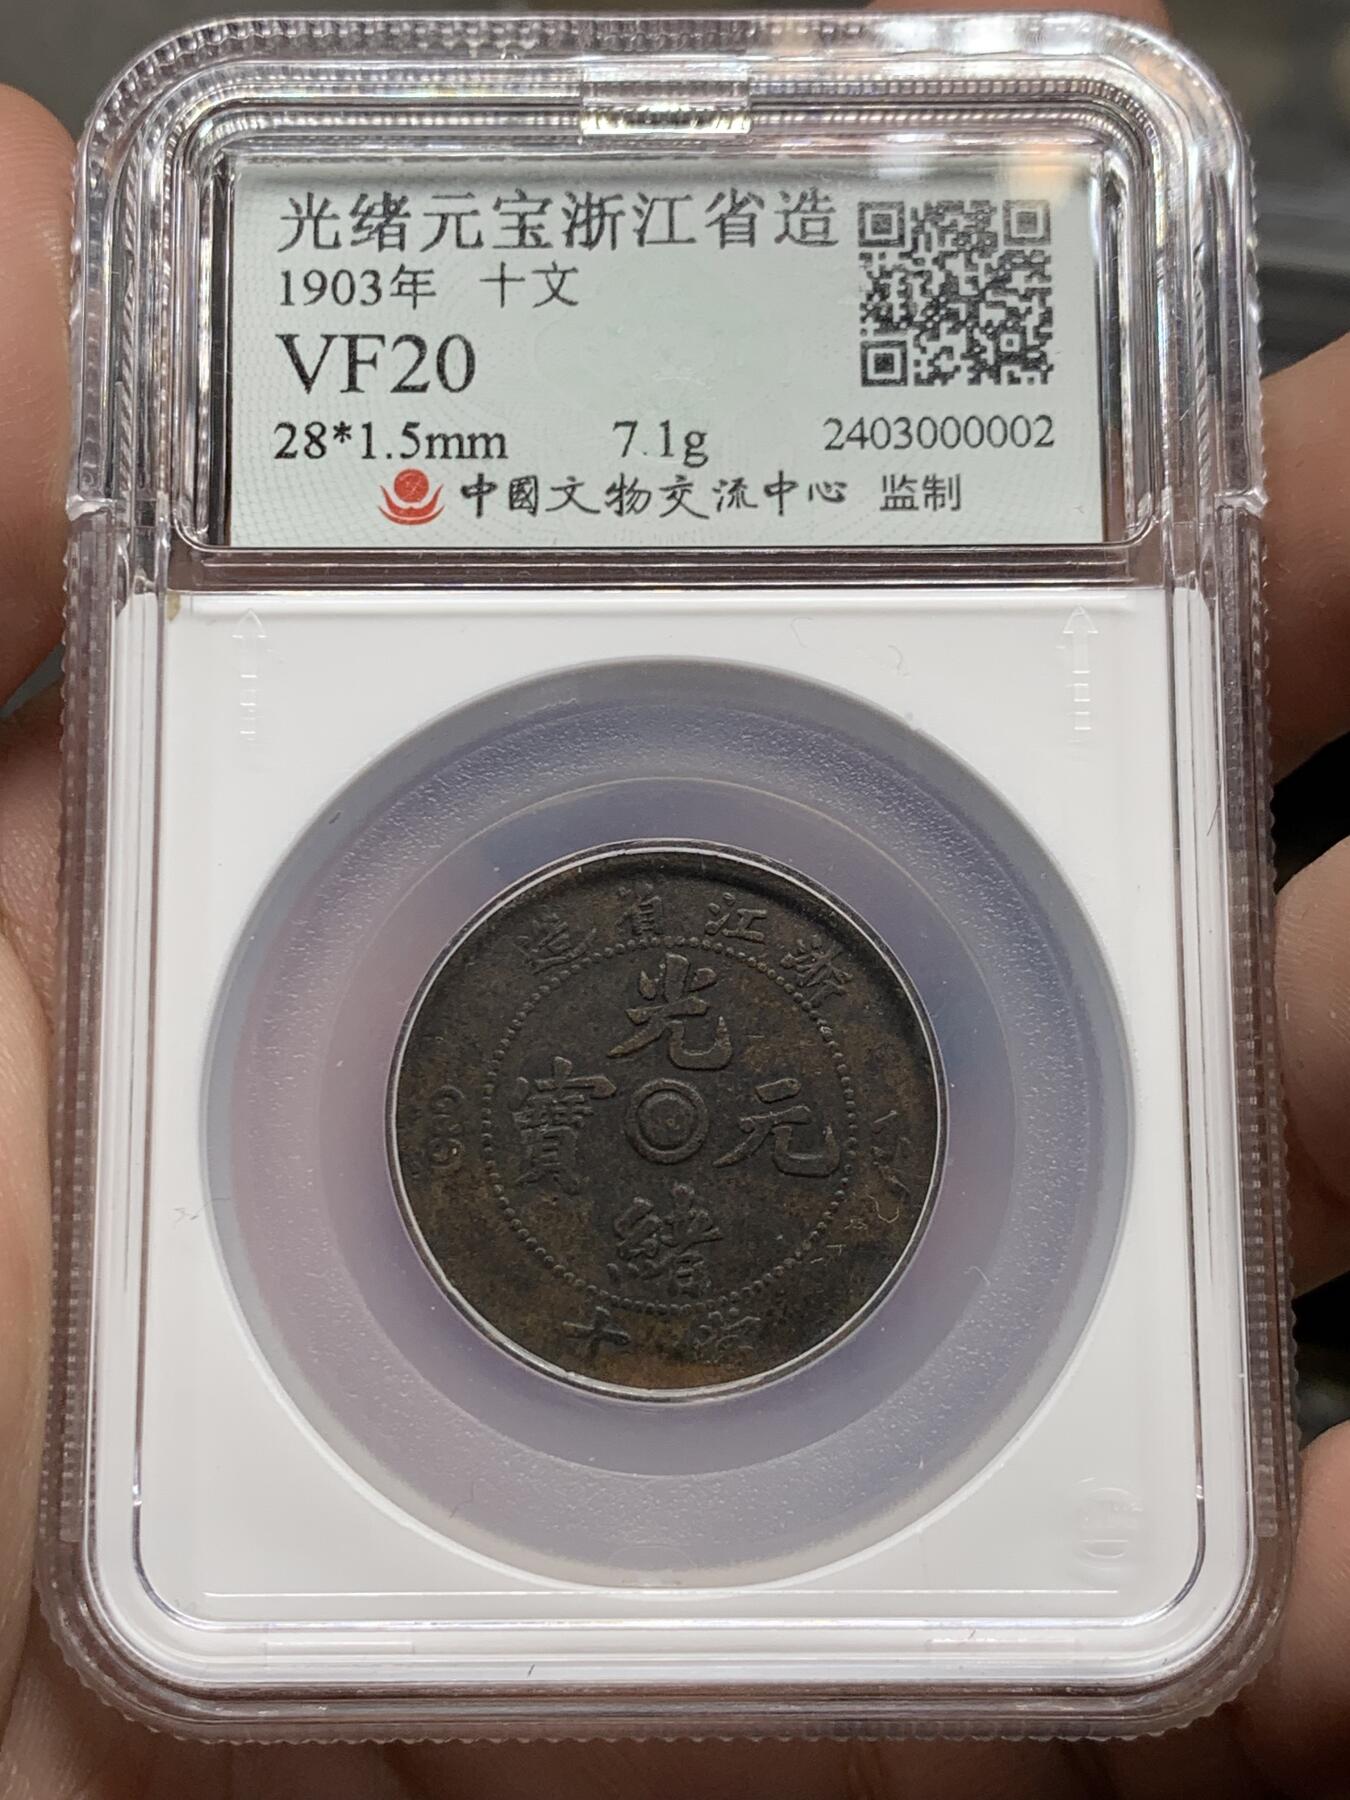 光绪元宝浙江省造
1903年 十文
VF20
28*1.5mm 7.1g 2403000002
中國文物交流中心 监制
造省江浙
光
寶 元
緒
十